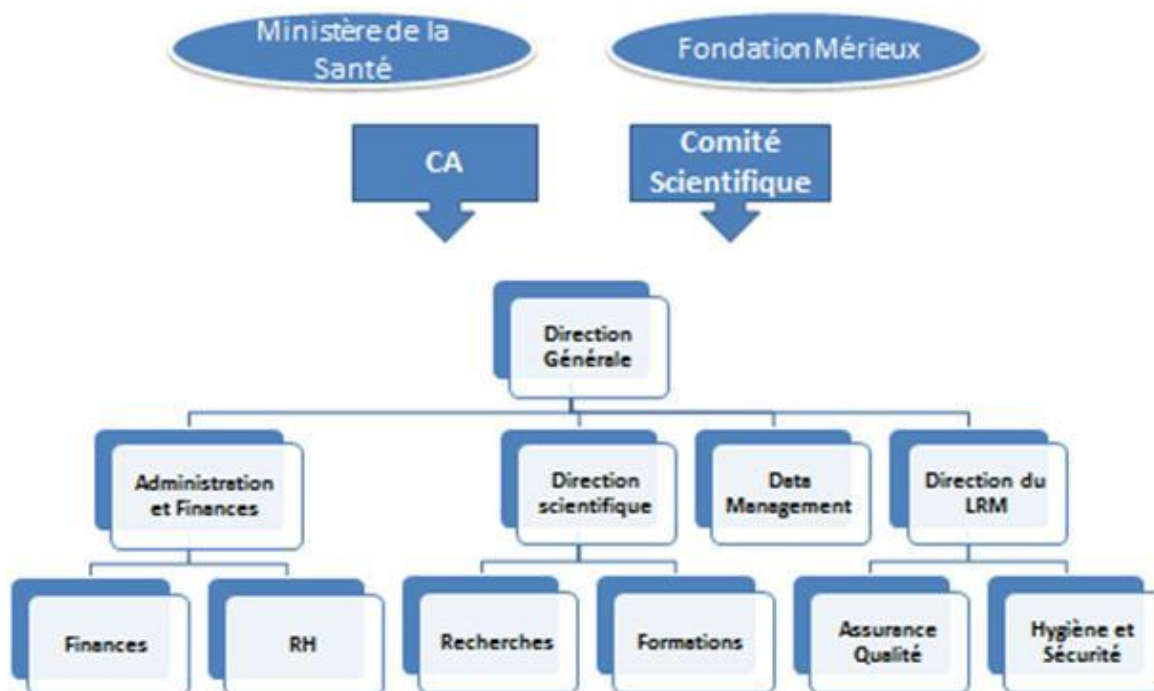 Ministère de la
Santé
Fondation Mérieux
CA
Comité
Scientifique
Direction
Générale
Administration
et Finances
Direction
scientifique
Data
Management
Direction du
LRM
Finances
RH
Recherches
Formations
Assurance
Qualité
Hygiène et
Sécurité